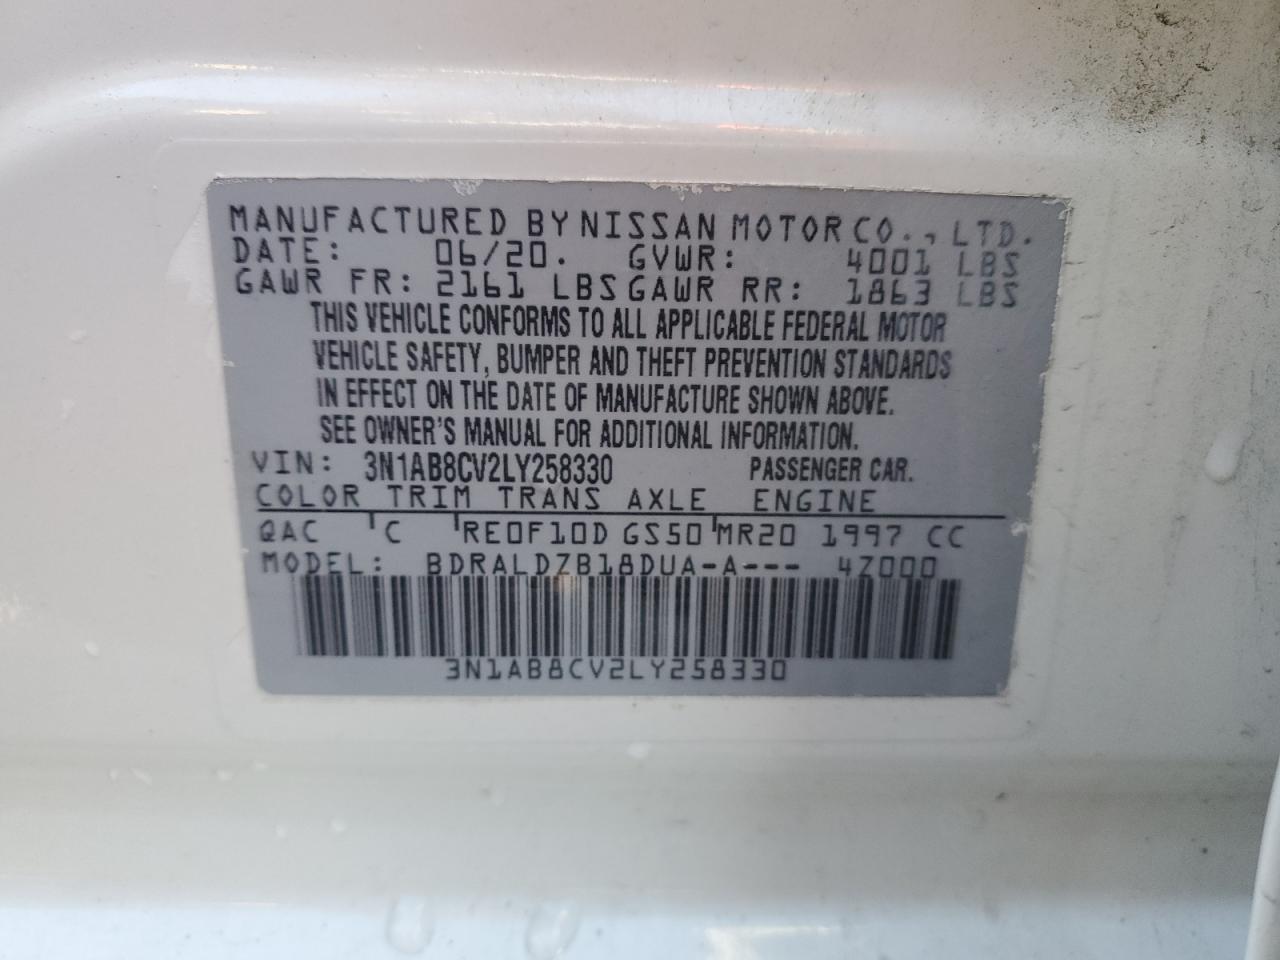 MANUFACTURED BY NISSAN MOTOR CO., LTD.
DATE: 06/20. GVWR: 4001 LBS
GAWR FR: 2161 LBS GAWR RR: 1863 LBS
THIS VEHICLE CONFORMS TO ALL APPLICABLE FEDERAL MOTOR
VEHICLE SAFETY, BUMPER AND THEFT PREVENTION STANDARDS
IN EFFECT ON THE DATE OF MANUFACTURE SHOWN ABOVE.
SEE OWNER'S MANUAL FOR ADDITIONAL INFORMATION.
VIN: 3N1AB8CV2LY258330 PASSENGER CAR.
COLOR TRIM TRANS AXLE ENGINE
QAC C RE0F10D GS50 MR20 1997 CC
MODEL: BDRALDZB18DUA-A--- 4Z000
3N1AB8CV2LY258330